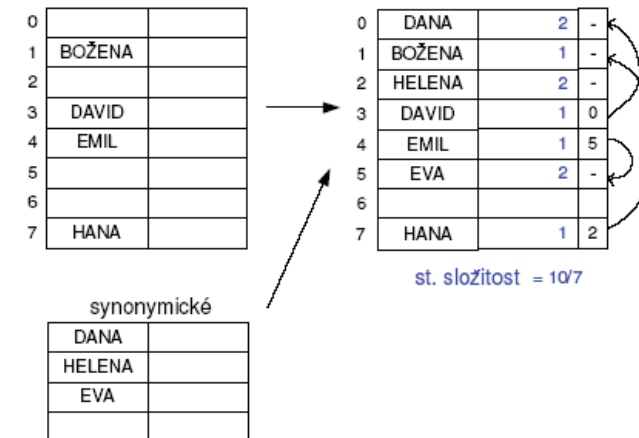 0
1 BOŽENA
2
3 DAVID
4 EMIL
5
6
7 HANA
synonymické
DANA
HELENA
EVA
0 DANA 2 -
1 BOŽENA 1 -
2 HELENA 2 -
3 DAVID 1 0
4 EMIL 1 5
5 EVA 2 -
6
7 HANA 1 2
st. složitost = 10/7